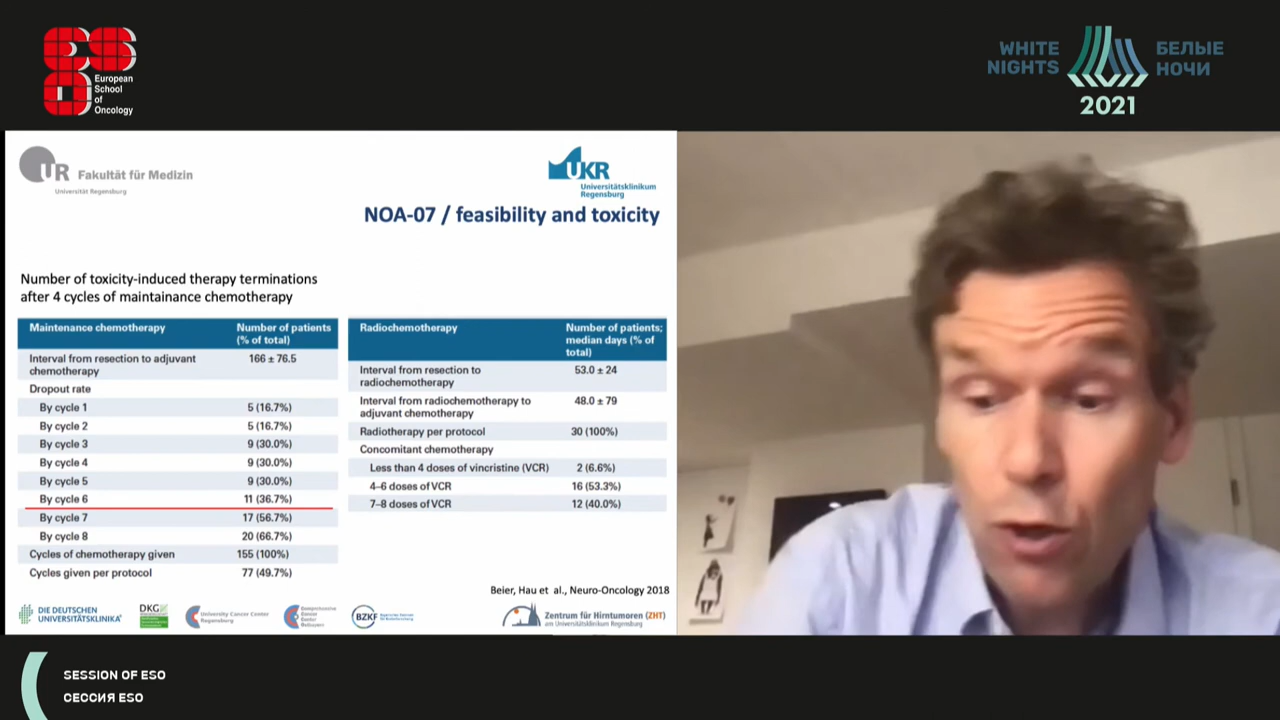 European
School
of
Oncology
WHITE
NIGHTS
БЕЛЫЕ
НОЧИ
2021
UR Fakultät für Medizin
Universität Regensburg
UKR
Universitätsklinikum
Regensburg
NOA-07 / feasibility and toxicity
Number of toxicity-induced therapy terminations
after 4 cycles of maintainance chemotherapy
Maintenance chemotherapy Number of patients
(% of total)
Interval from resection to adjuvant
chemotherapy 166 ± 76.5
Dropout rate
By cycle 1 5 (16.7%)
By cycle 2 5 (16.7%)
By cycle 3 9 (30.0%)
By cycle 4 9 (30.0%)
By cycle 5 9 (30.0%)
By cycle 6 11 (36.7%)
By cycle 7 17 (56.7%)
By cycle 8 20 (66.7%)
Cycles of chemotherapy given 155 (100%)
Cycles given per protocol 77 (49.7%)
Radiochemotherapy Number of patients;
median days (% of
total)
Interval from resection to
radiochemotherapy 53.0 ± 24
Interval from radiochemotherapy to
adjuvant chemotherapy 48.0 ± 79
Radiotherapy per protocol 30 (100%)
Concomitant chemotherapy
Less than 4 doses of vincristine (VCR) 2 (6.6%)
4–6 doses of VCR 16 (53.3%)
7–8 doses of VCR 12 (40.0%)
Beier, Hau et al., Neuro-Oncology 2018
DIE DEUTSCHEN
UNIVERSITÄTSKLINIKA
DKG
University Cancer Center
Regensburg
BZKF
Zentrum für Hirntumoren (ZHT)
am Universitätsklinikum Regensburg
SESSION OF ESO
СЕССИЯ ESO